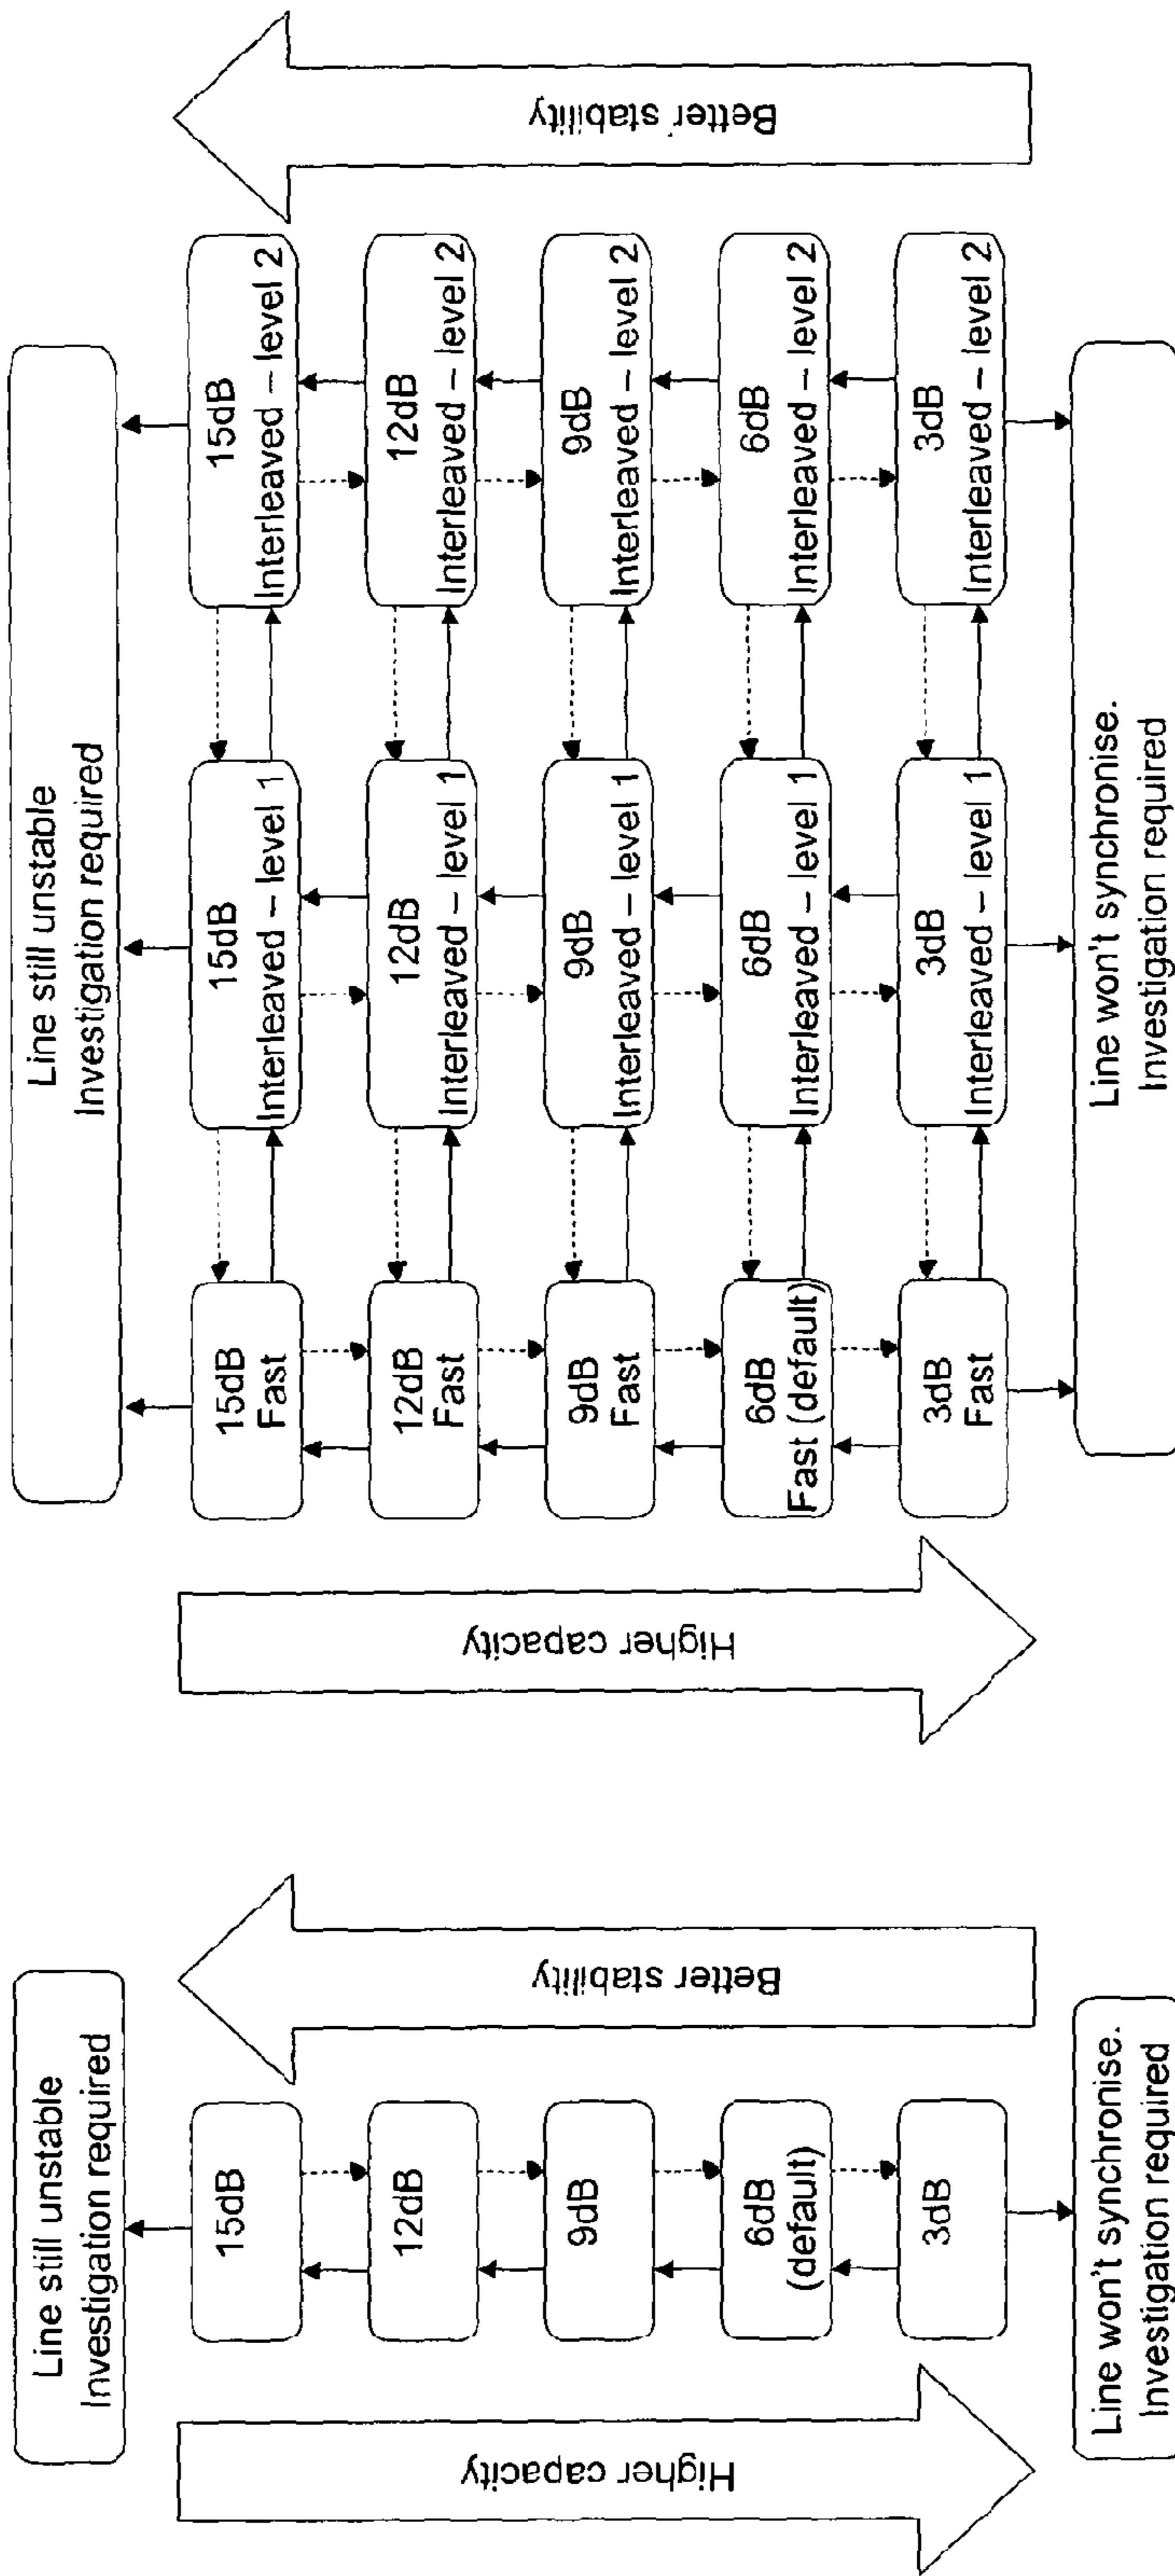 Line still unstable
Investigation required
Higher capacity
15dB
12dB
9dB
6dB
(default)
3dB
Better stability
Line won't synchronise.
Investigation required
Line still unstable
Investigation required
Higher capacity
15dB
Fast
15dB
Interleaved – level 1
15dB
Interleaved – level 2
12dB
Fast
12dB
Interleaved – level 1
12dB
Interleaved – level 2
9dB
Fast
9dB
Interleaved – level 1
9dB
Interleaved – level 2
6dB
Fast (default)
6dB
Interleaved – level 1
6dB
Interleaved – level 2
3dB
Fast
3dB
Interleaved – level 1
3dB
Interleaved – level 2
Better stability
Line won't synchronise.
Investigation required